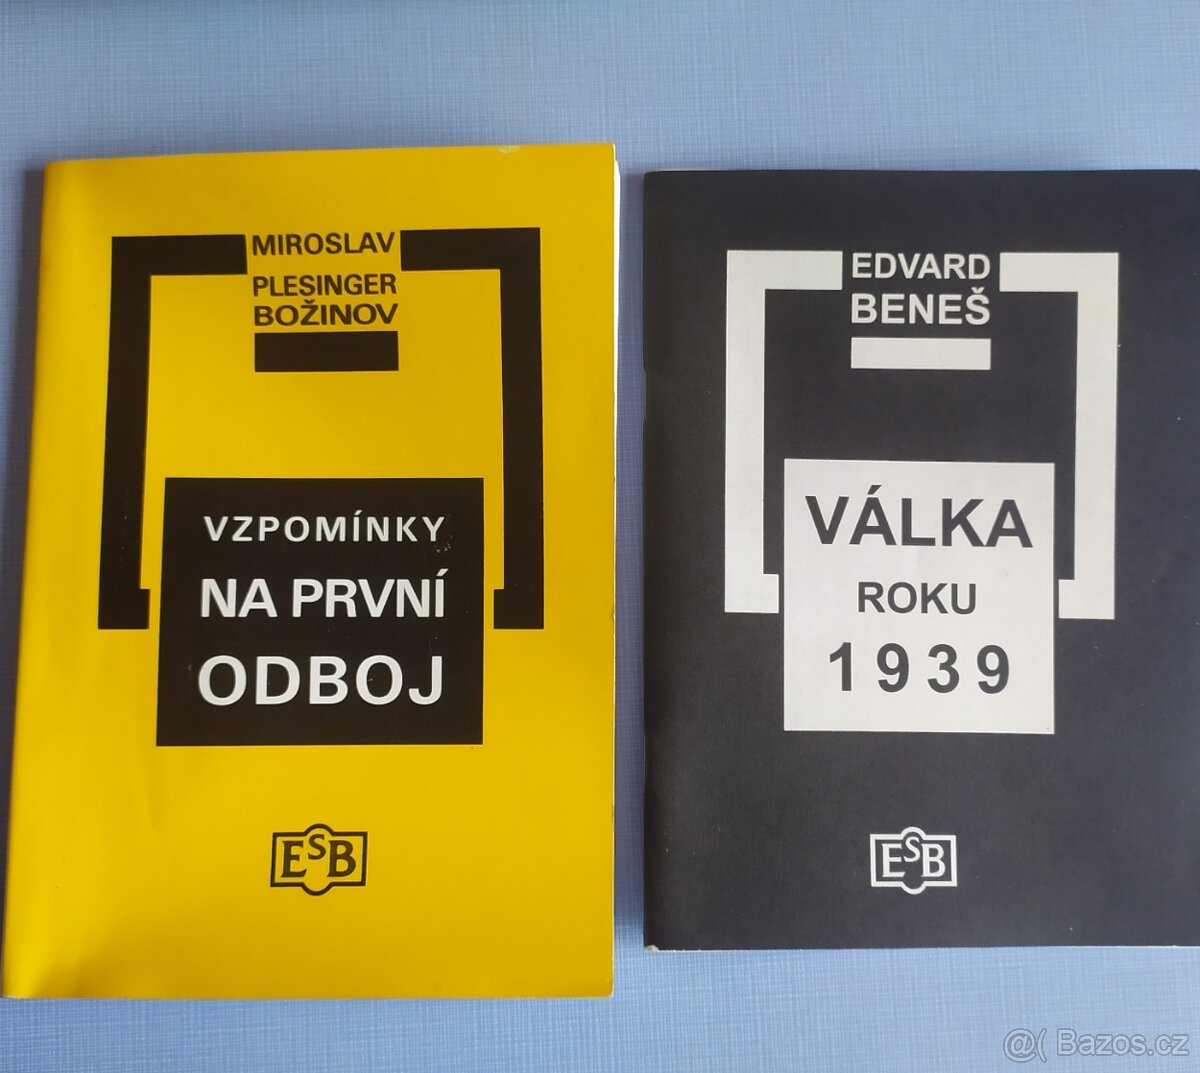 MIROSLAV
PLESINGER
BOŽINOV
VZPOMÍNKY
NA PRVNÍ
ODBOJ
ESB
EDVARD
BENEŠ
VÁLKA
ROKU
1939
ESB
@( Bazos.cz